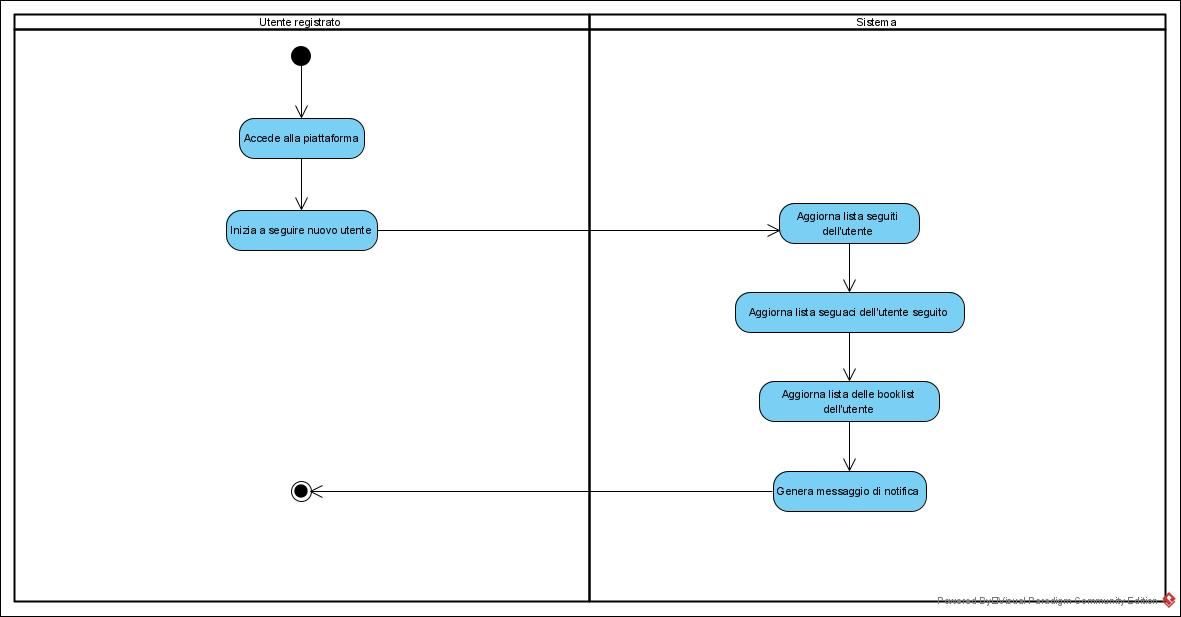 Utente registrato
Sistema
Accede alla piattaforma
Inizia a seguire nuovo utente
Aggiorna lista seguiti
dell'utente
Aggiorna lista seguaci dell'utente seguito
Aggiorna lista delle booklist
dell'utente
Genera messaggio di notifica
Powered By Visual Paradigm Community Edition